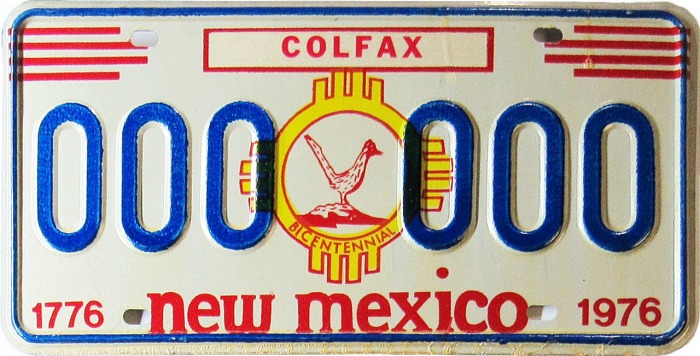 COLFAX
000 000
BICENTENNIAL
1776 new mexico 1976